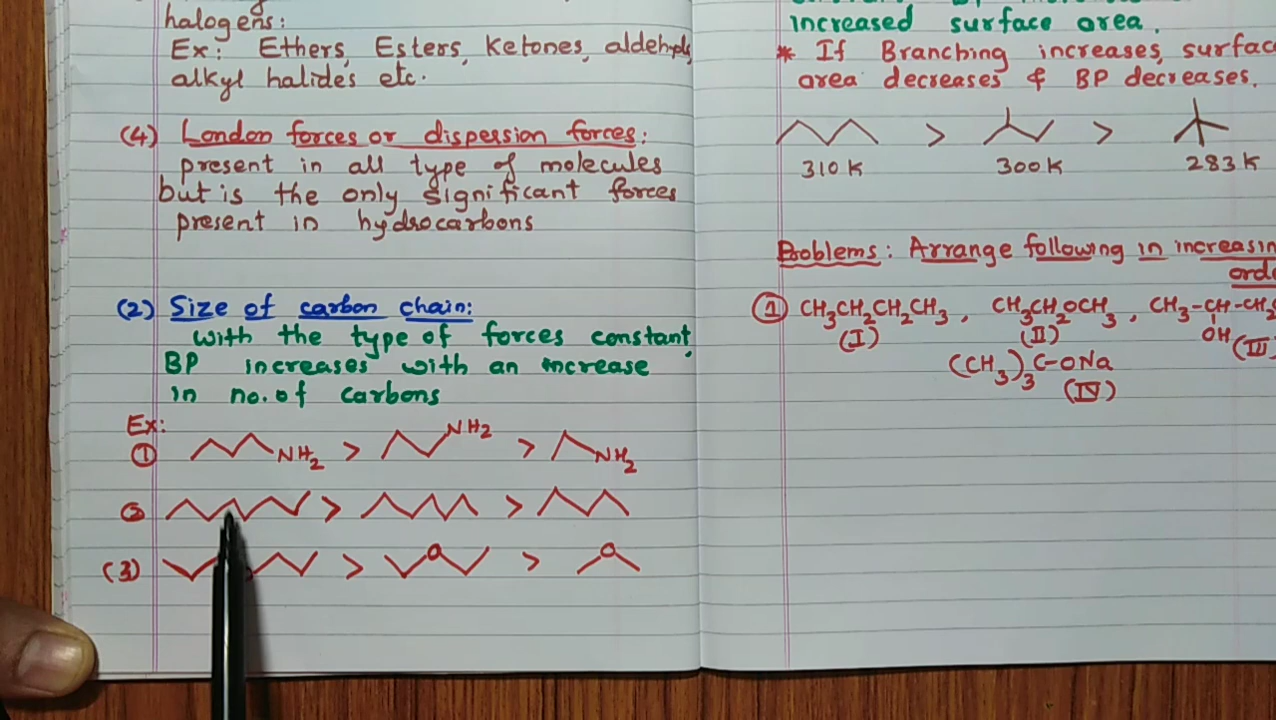 halogens:
Ex: Ethers, Esters, Ketones, aldehyds
alkyl halides etc.
(4) London forces or dispession forces:
present in all type of molecules
but is the only significant forces
present in hydrocarbons
(2) Size of carbon chain:
with the type of forces constant,
BP increases with an increase
in no. of carbons
Ex:
① NH2 > NH2 > NH2
② > >
(3) > O > O
increased surface area.
* If Branching increases, surfac
area decreases & BP decreases.
> >
310 K 300 K 283 K
Problems: Arrange following in increasin
orde
① CH3CH2CH2CH3, CH3CH2OCH3, CH3-CH-CH3
(I) (II) OH (III
(CH3)3C-ONa
(IV)